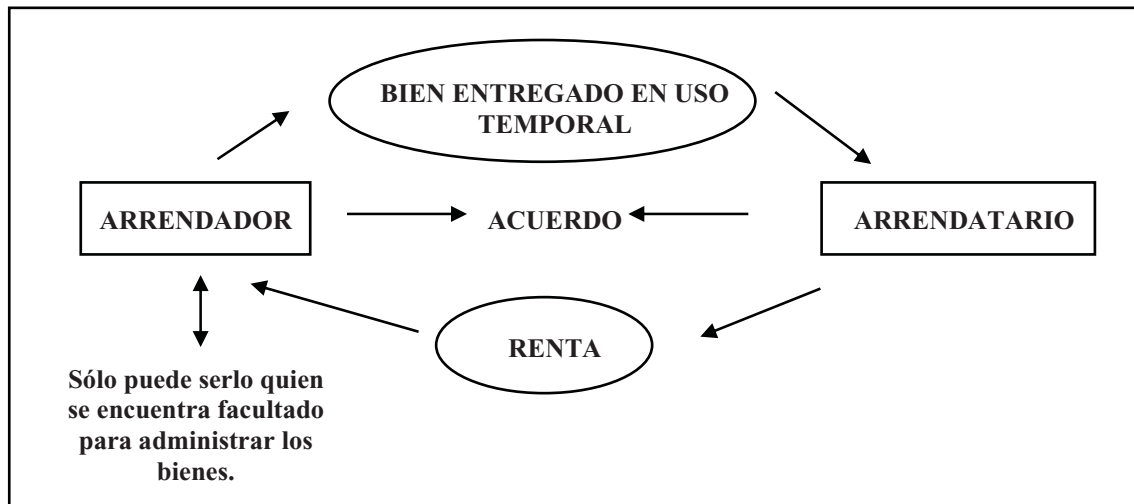 BIEN ENTREGADO EN USO
TEMPORAL
ARRENDADOR
ACUERDO
ARRENDATARIO
RENTA
Sólo puede serlo quien
se encuentra facultado
para administrar los
bienes.